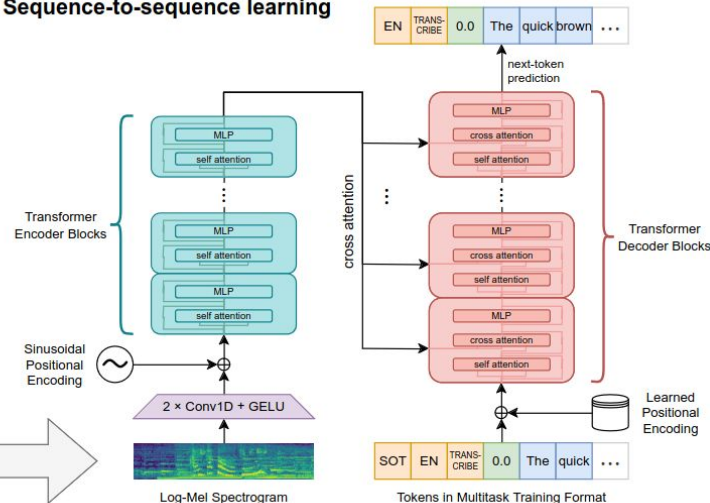 Sequence-to-sequence learning
EN TRANS-CRIBE 0.0 The quick brown ...
next-token
prediction
MLP
self attention
...
MLP
self attention
MLP
self attention
Transformer
Encoder Blocks
cross attention
...
MLP
cross attention
self attention
...
MLP
cross attention
self attention
MLP
cross attention
self attention
Transformer
Decoder Blocks
Sinusoidal
Positional
Encoding
2 × Conv1D + GELU
Learned
Positional
Encoding
SOT EN TRANS-CRIBE 0.0 The quick ...
Log-Mel Spectrogram
Tokens in Multitask Training Format